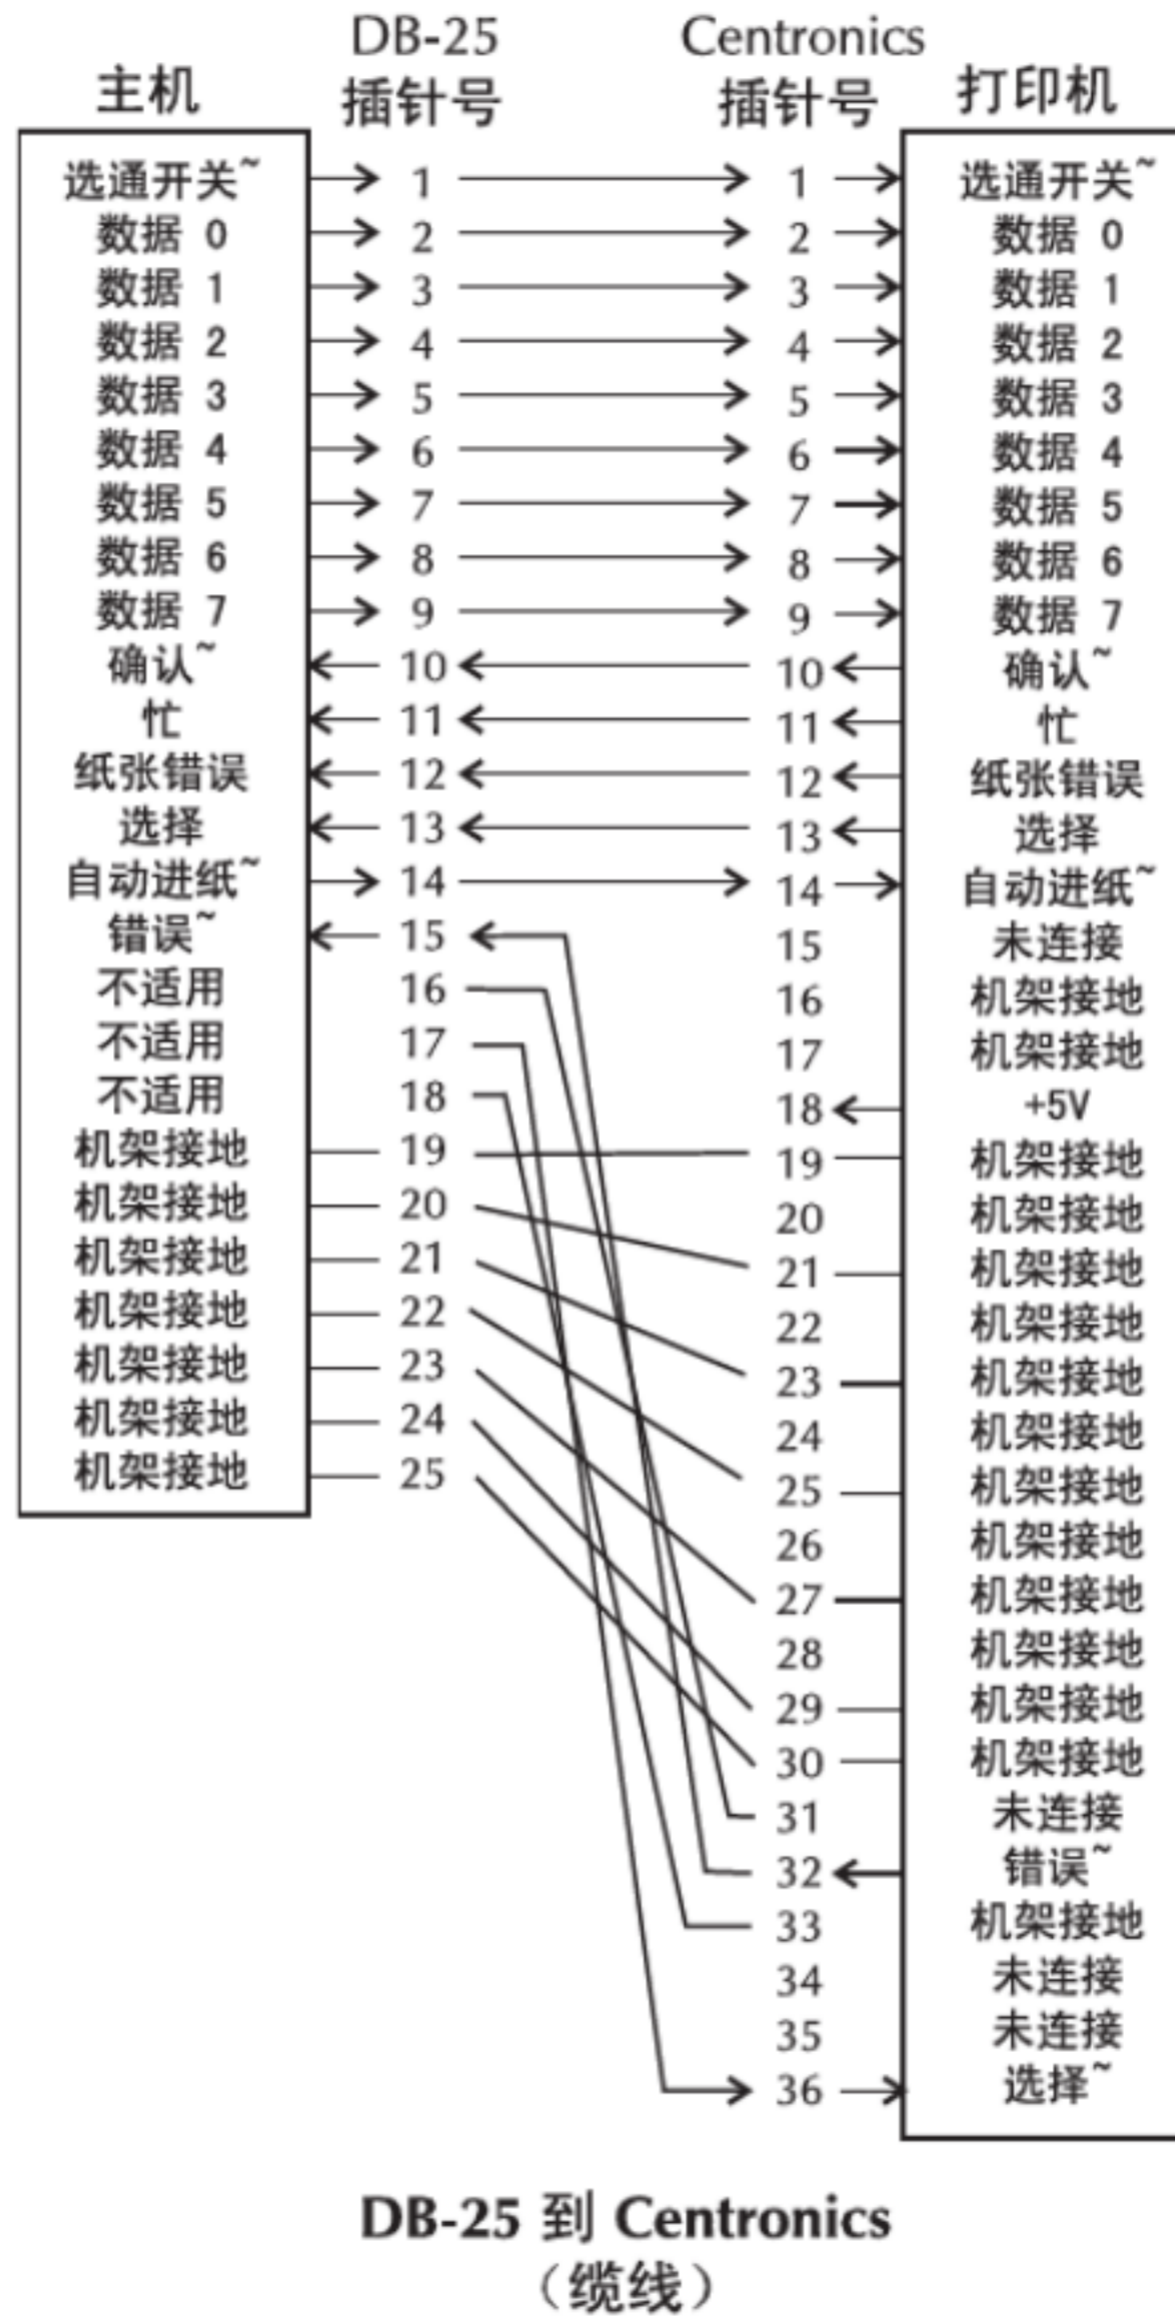 DB-25 Centronics
主机 插针号 插针号 打印机
选通开关~ 1 1 选通开关~
数据 0 2 2 数据 0
数据 1 3 3 数据 1
数据 2 4 4 数据 2
数据 3 5 5 数据 3
数据 4 6 6 数据 4
数据 5 7 7 数据 5
数据 6 8 8 数据 6
数据 7 9 9 数据 7
确认~ 10 10 确认~
忙 11 11 忙
纸张错误 12 12 纸张错误
选择 13 13 选择
自动进纸~ 14 14 自动进纸~
错误~ 15 15 未连接
不适用 16 16 机架接地
不适用 17 17 机架接地
不适用 18 18 +5V
机架接地 19 19 机架接地
机架接地 20 20 机架接地
机架接地 21 21 机架接地
机架接地 22 22 机架接地
机架接地 23 23 机架接地
机架接地 24 24 机架接地
机架接地 25 25 机架接地
26 机架接地
27 机架接地
28 机架接地
29 机架接地
30 机架接地
31 未连接
32 错误~
33 机架接地
34 未连接
35 未连接
36 选择~
DB-25 到 Centronics
（缆线）